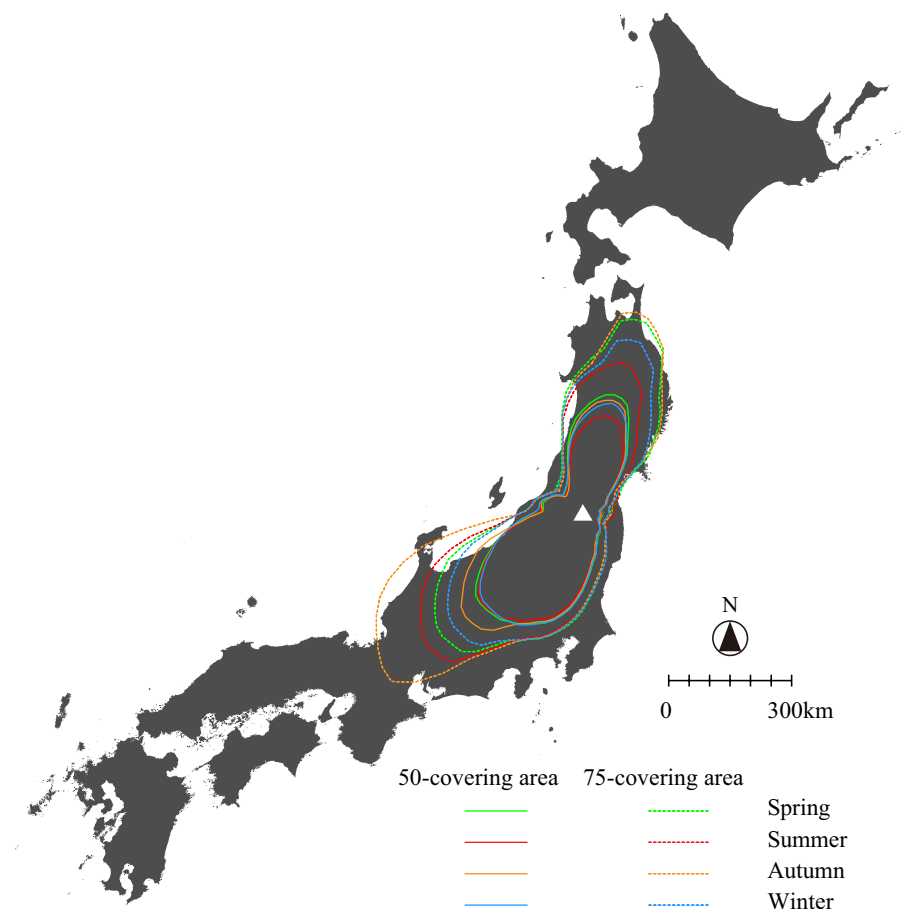 N
0 300km
50-covering area 75-covering area
Spring
Summer
Autumn
Winter